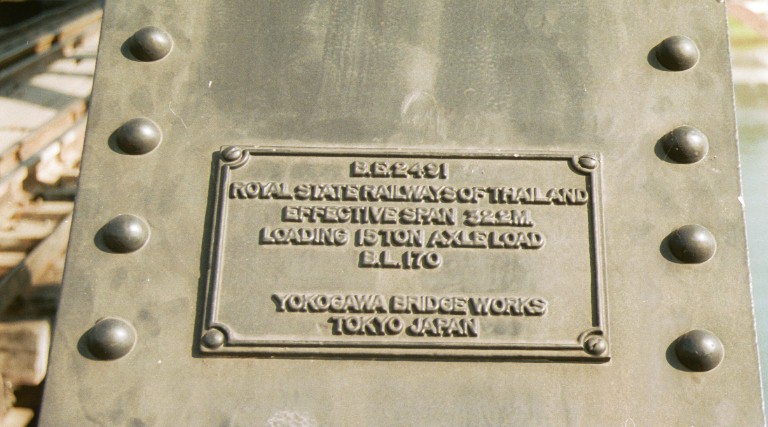 B.E.2491
ROYAL STATE RAILWAYS OF THAILAND
EFFECTIVE SPAN 32.2M.
LOADING 15 TON AXLE LOAD
B.L.170
YOKOGAWA BRIDGE WORKS
TOKYO JAPAN